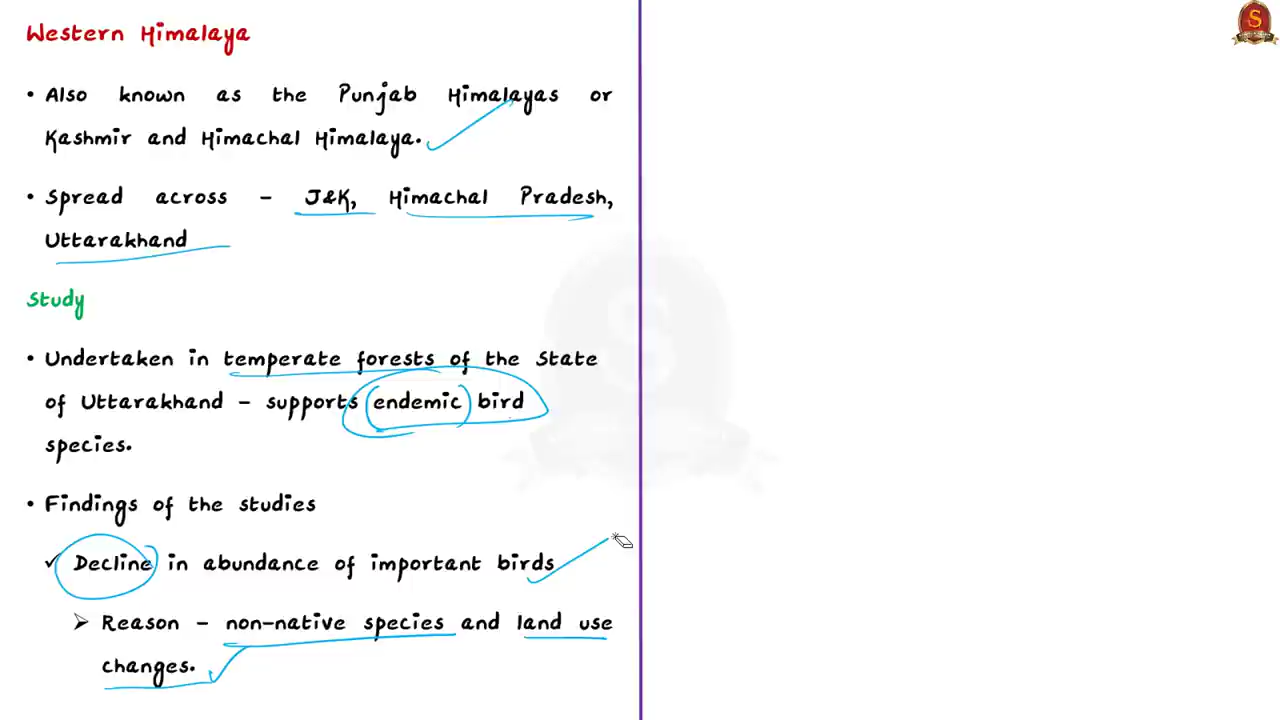 Western Himalaya
• Also known as the Punjab Himalayas or
Kashmir and Himachal Himalaya.
• Spread across - J&K, Himachal Pradesh,
Uttarakhand
Study
• Undertaken in temperate forests of the State
of Uttarakhand - supports endemic bird
species.
• Findings of the studies
✓ Decline in abundance of important birds
➢ Reason - non-native species and land use
changes.
S